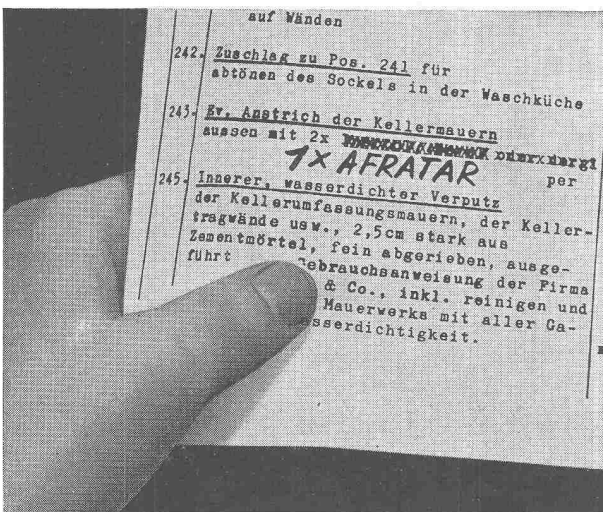 auf Wänden
242. Zuschlag zu Pos. 241 für
abtönen des Sockels in der Waschküche
243. Ev. Anstrich der Kellermauern
aussen mit 2x
1x AFRATAR per
245. Innerer, wasserdichter Verputz
der Kellerumfassungsmauern, der Keller-
tragwände usw., 2,5cm stark aus
Zementmörtel, fein abgerieben, ausge-
führt Gebrauchsanweisung der Firma
& Co., inkl. reinigen und
Mauerwerks mit aller Ga-
sserdichtigkeit.